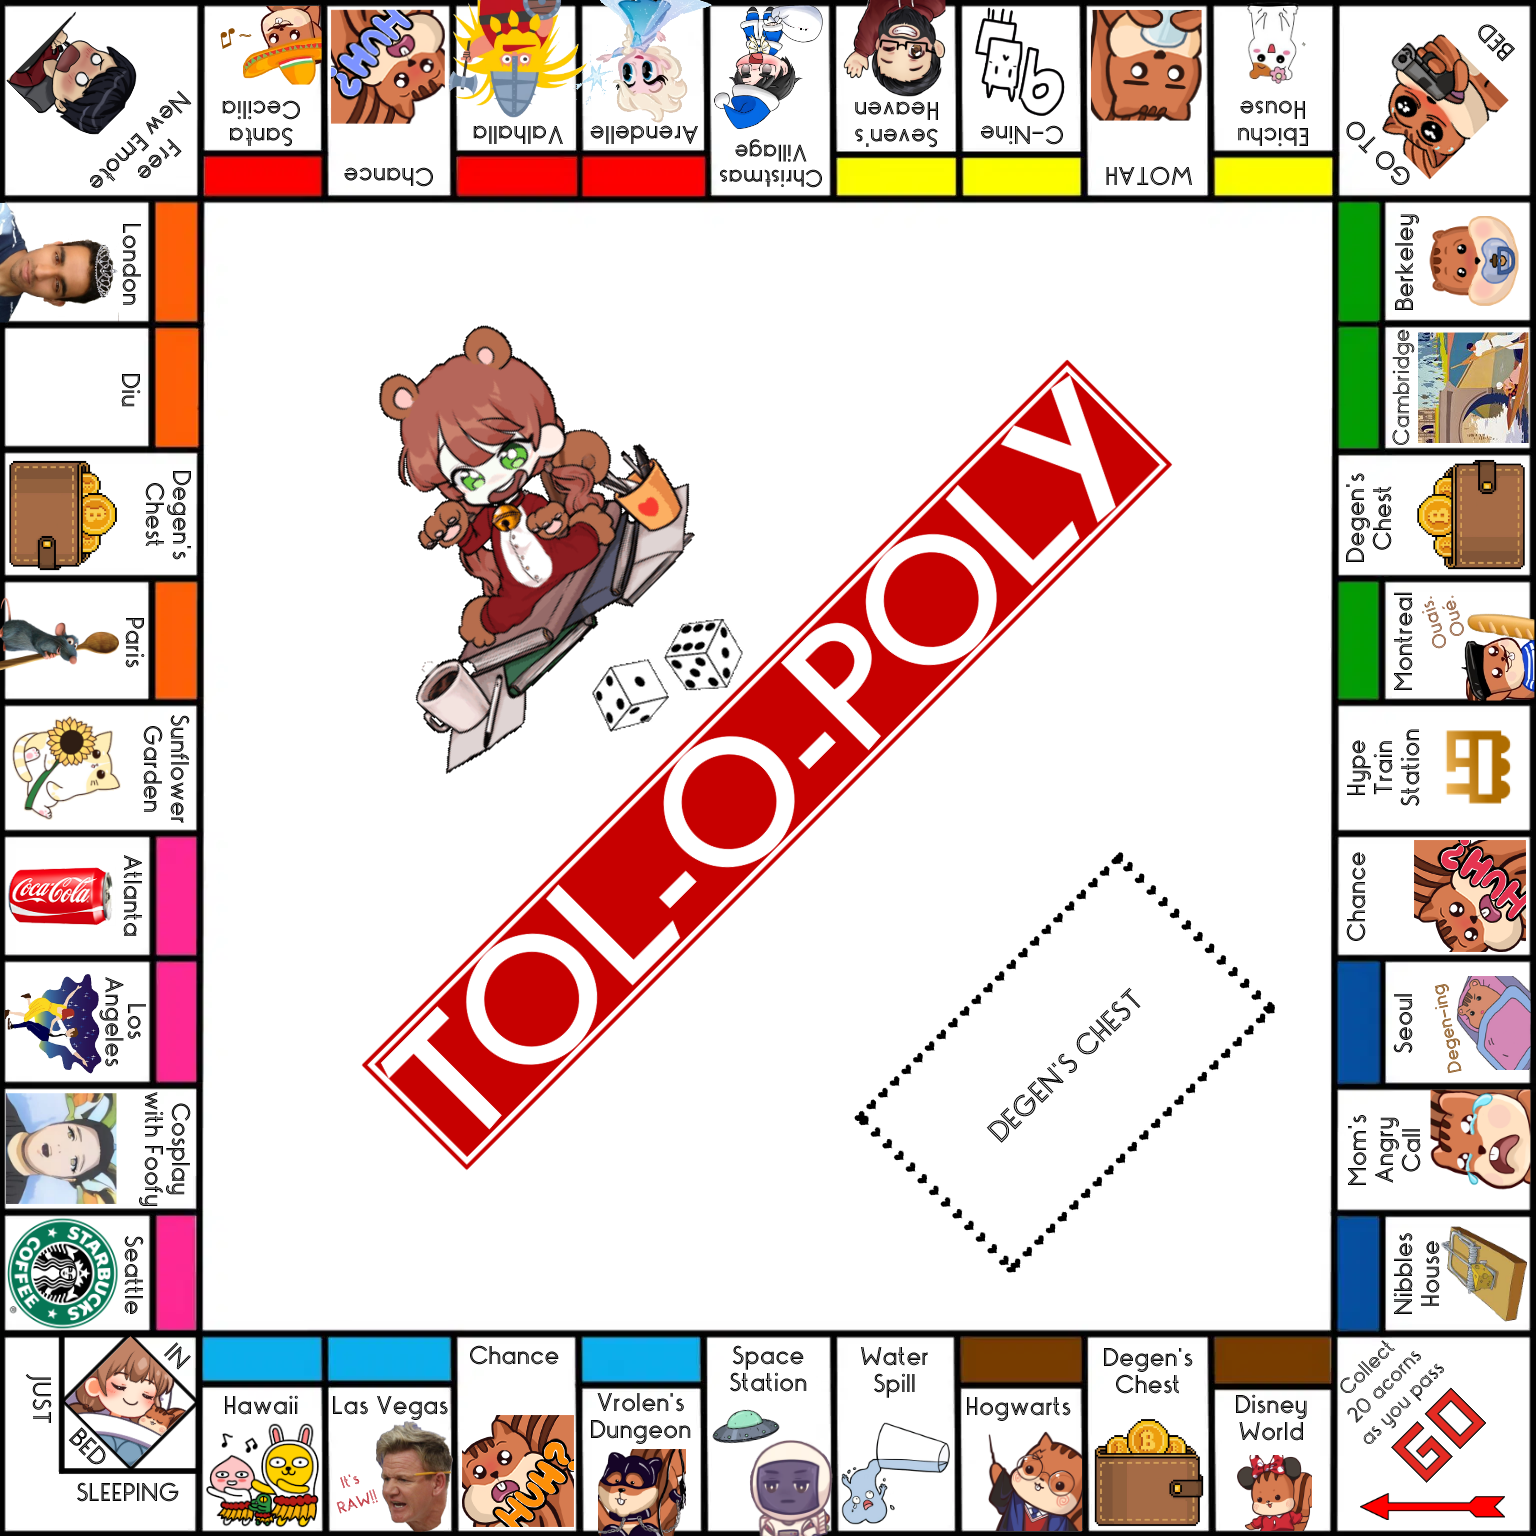 Free
New Emote
Santa
Cecilia
Chance
HUH?
Valhalla
Arendelle
Christmas
Village
Seven's
Heaven
C-Nine
b
WOTAH
Ebichu
House
GO TO
BED
London
Diu
Degen's
Chest
B
Paris
Sunflower
Garden
Atlanta
Coca-Cola
Los
Angeles
Cosplay
with Foofy
Seattle
STARBUCKS
COFFEE
®
Berkeley
Cambridge
Degen's
Chest
B
Montreal
Ouais.
Oué.
Hype
Train
Station
Chance
HUH?
Seoul
Degen-ing
Mom's
Angry
Call
Nibbles
House
TOL-O-POLY
DEGEN'S CHEST
JUST
IN
BED
SLEEPING
Hawaii
Las Vegas
It's
RAW!!
Chance
HUH?
Vrolen's
Dungeon
Space
Station
Water
Spill
Hogwarts
Degen's
Chest
B
Disney
World
Collect
20 acorns
as you pass
GO